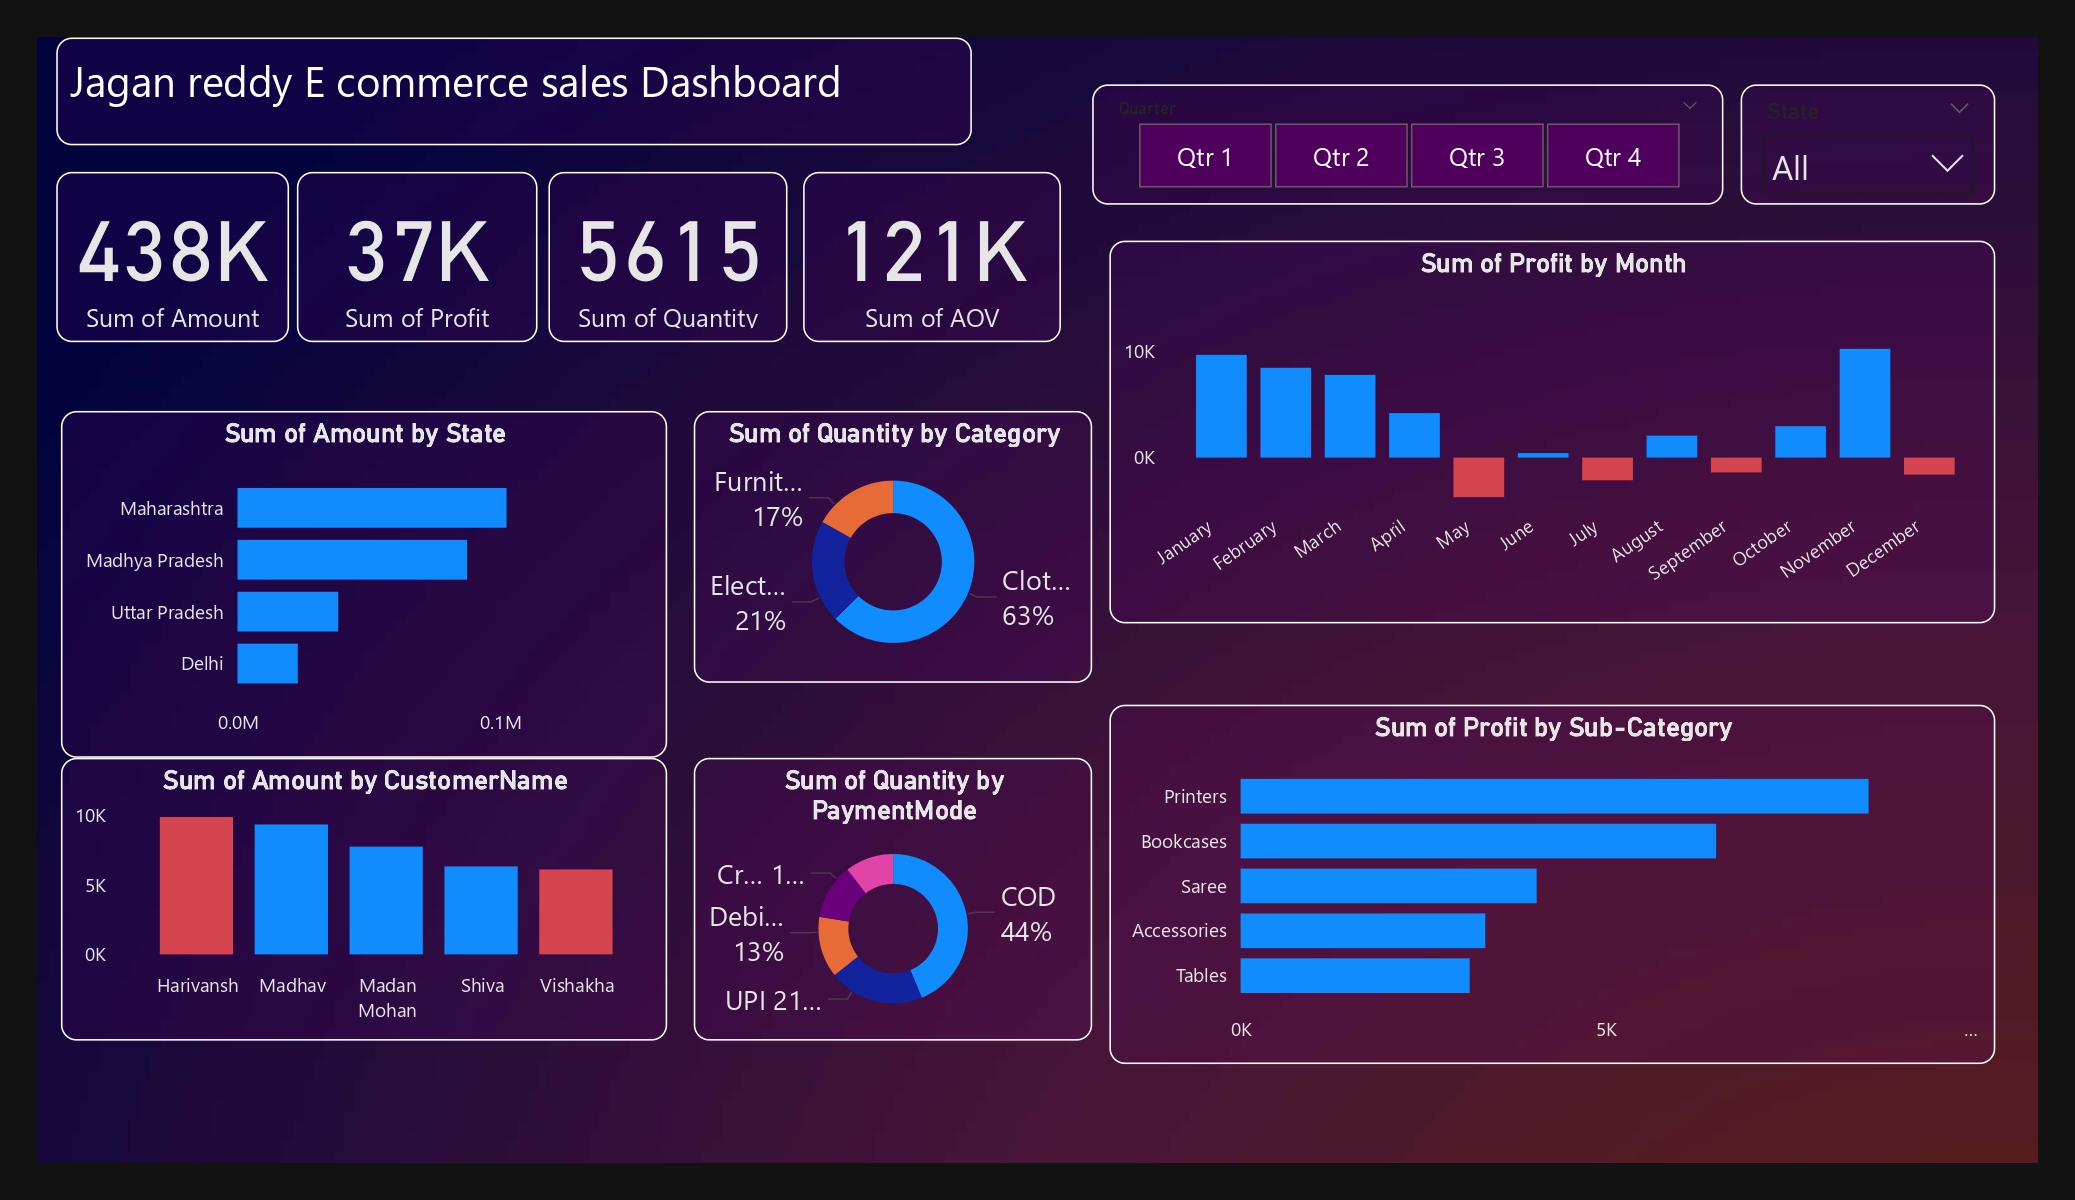 Jagan reddy E commerce sales Dashboard
Quarter
Qtr 1 Qtr 2 Qtr 3 Qtr 4
State
All
438K
Sum of Amount
37K
Sum of Profit
5615
Sum of Quantity
121K
Sum of AOV
Sum of Profit by Month
10K
0K
January February March April May June July August September October November December
Sum of Amount by State
Maharashtra
Madhya Pradesh
Uttar Pradesh
Delhi
0.0M 0.1M
Sum of Quantity by Category
Furnit...
17%
Elect...
21%
Clot...
63%
Sum of Amount by CustomerName
10K
5K
0K
Harivansh Madhav Madan Mohan Shiva Vishakha
Sum of Quantity by
PaymentMode
Cr... 1...
Debi...
13%
UPI 21...
COD
44%
Sum of Profit by Sub-Category
Printers
Bookcases
Saree
Accessories
Tables
0K 5K ...